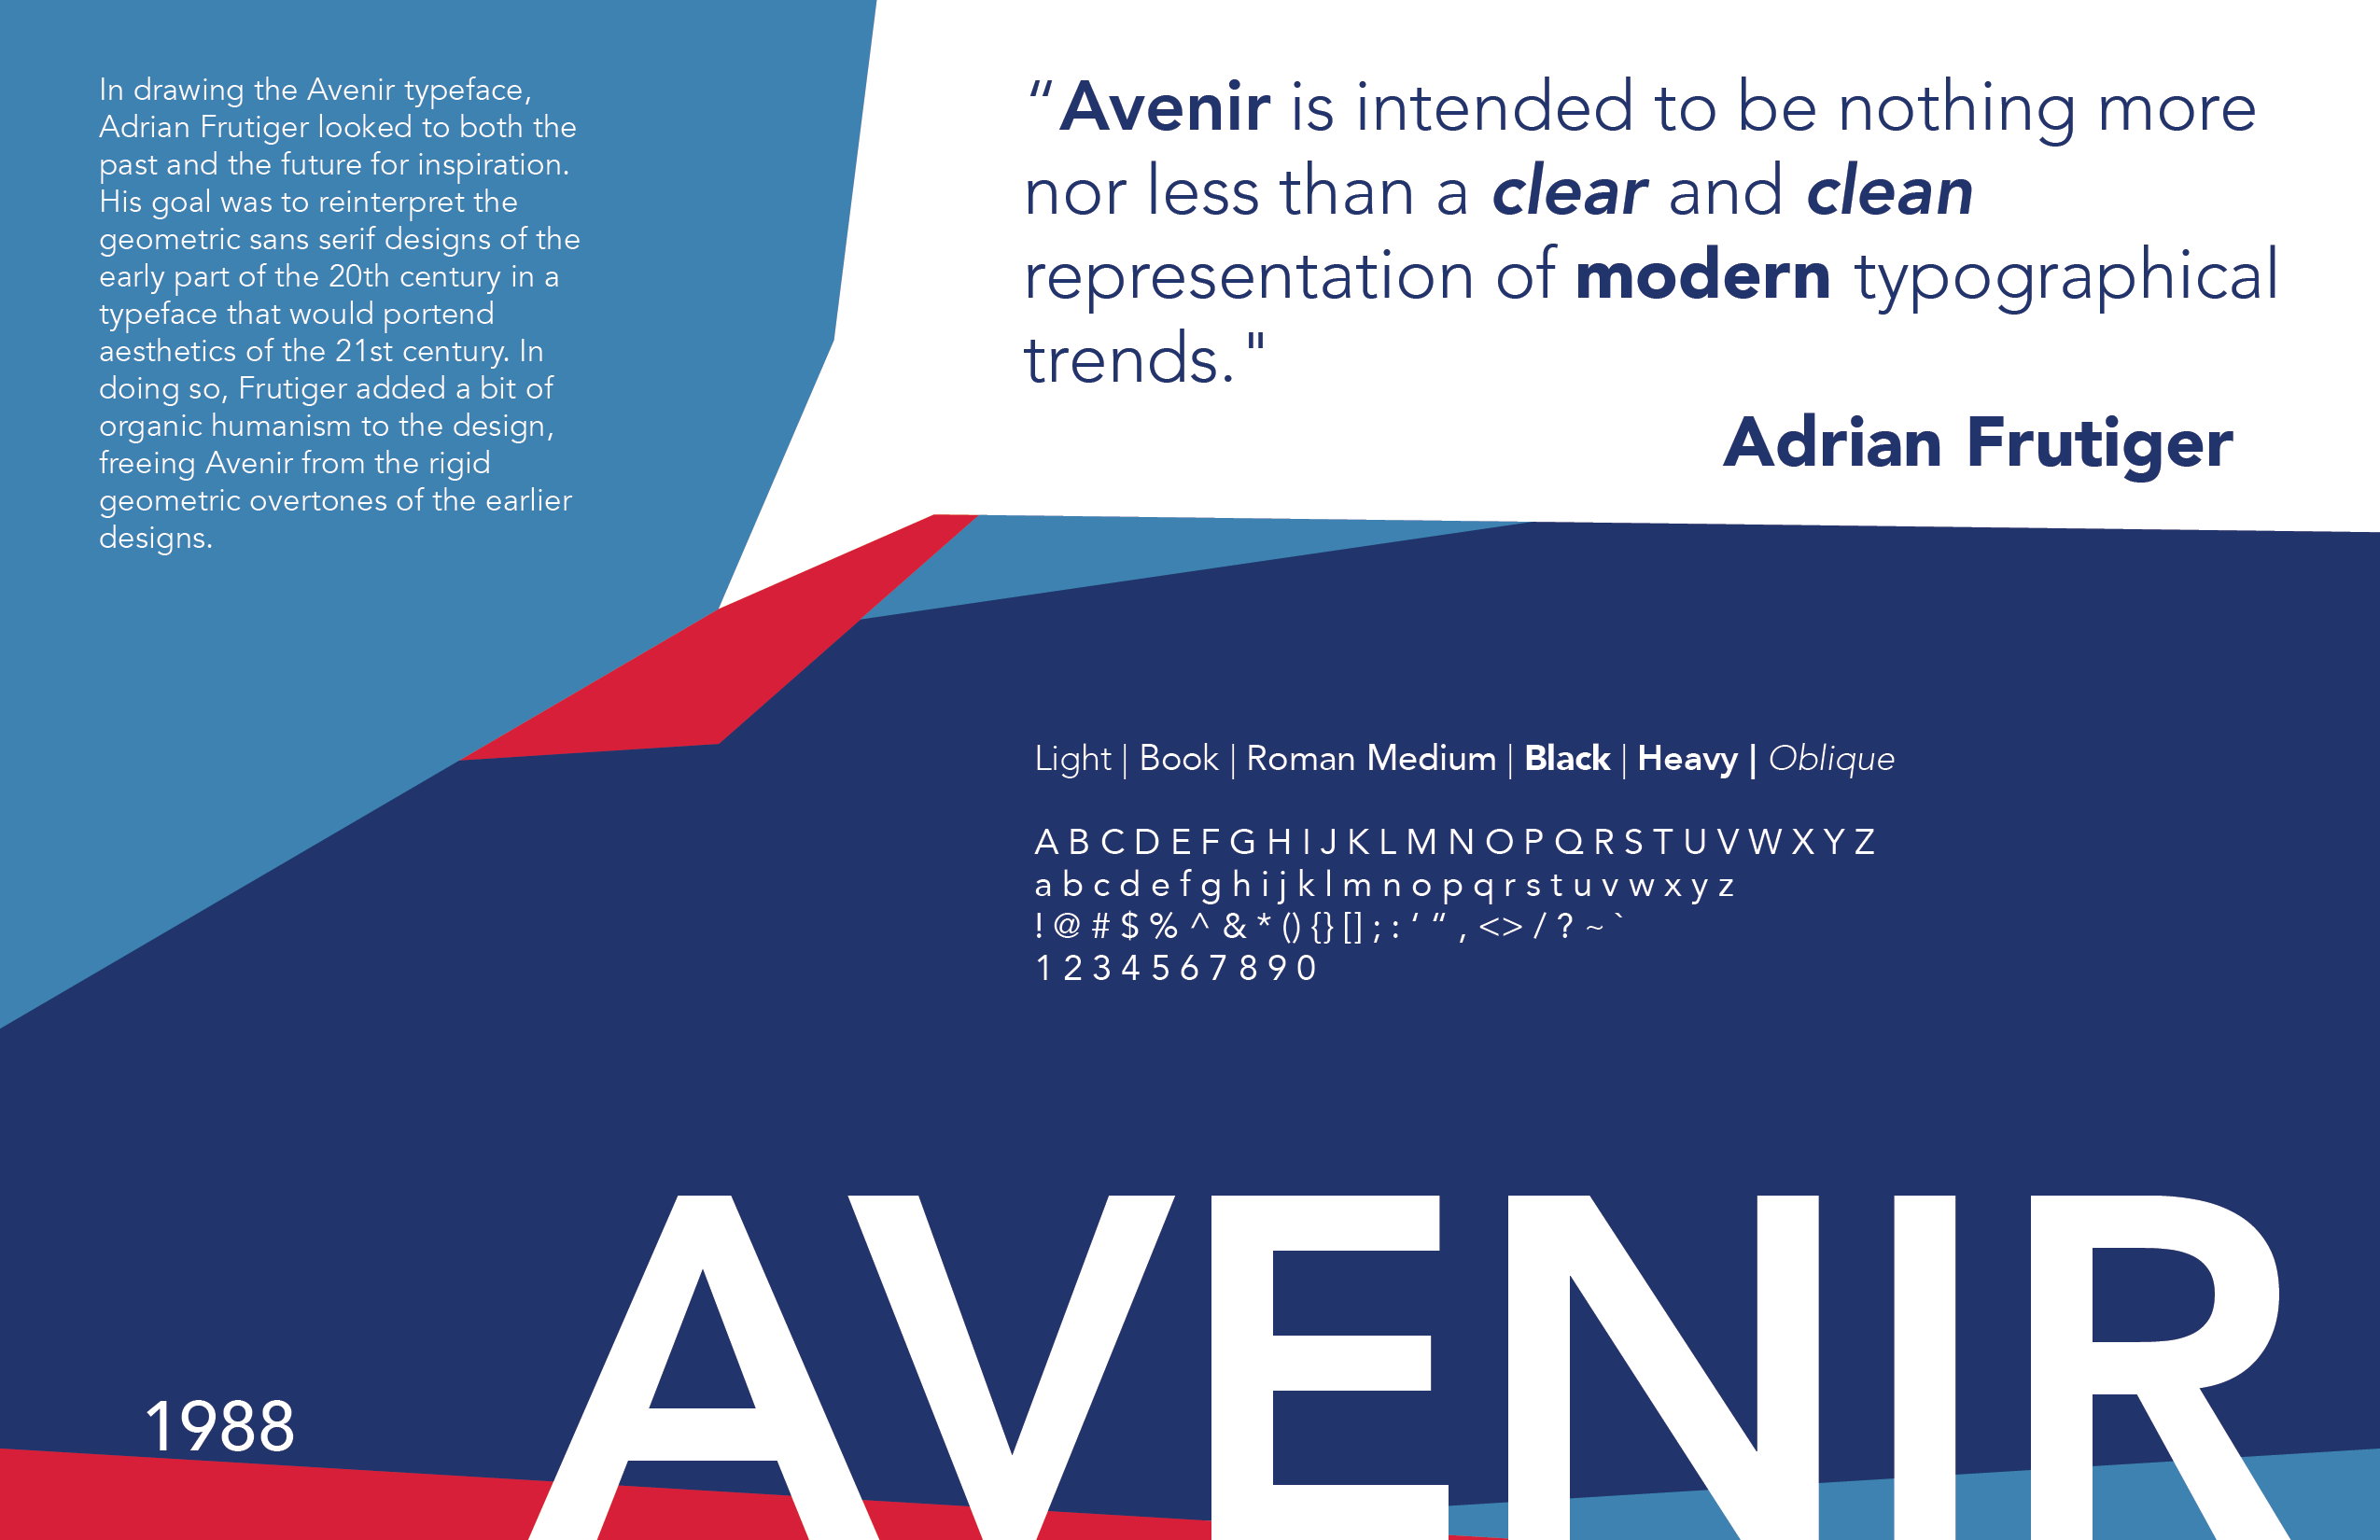 In drawing the Avenir typeface,
Adrian Frutiger looked to both the
past and the future for inspiration.
His goal was to reinterpret the
geometric sans serif designs of the
early part of the 20th century in a
typeface that would portend
aesthetics of the 21st century. In
doing so, Frutiger added a bit of
organic humanism to the design,
freeing Avenir from the rigid
geometric overtones of the earlier
designs.
“Avenir is intended to be nothing more
nor less than a clear and clean
representation of modern typographical
trends."
Adrian Frutiger
Light | Book | Roman Medium | Black | Heavy | Oblique
A B C D E F G H I J K L M N O P Q R S T U V W X Y Z
a b c d e f g h i j k l m n o p q r s t u v w x y z
! @ # $ % ^ & * () {} [] ; : ‘ “ , <> / ? ~ `
1 2 3 4 5 6 7 8 9 0
1988
AVENIR